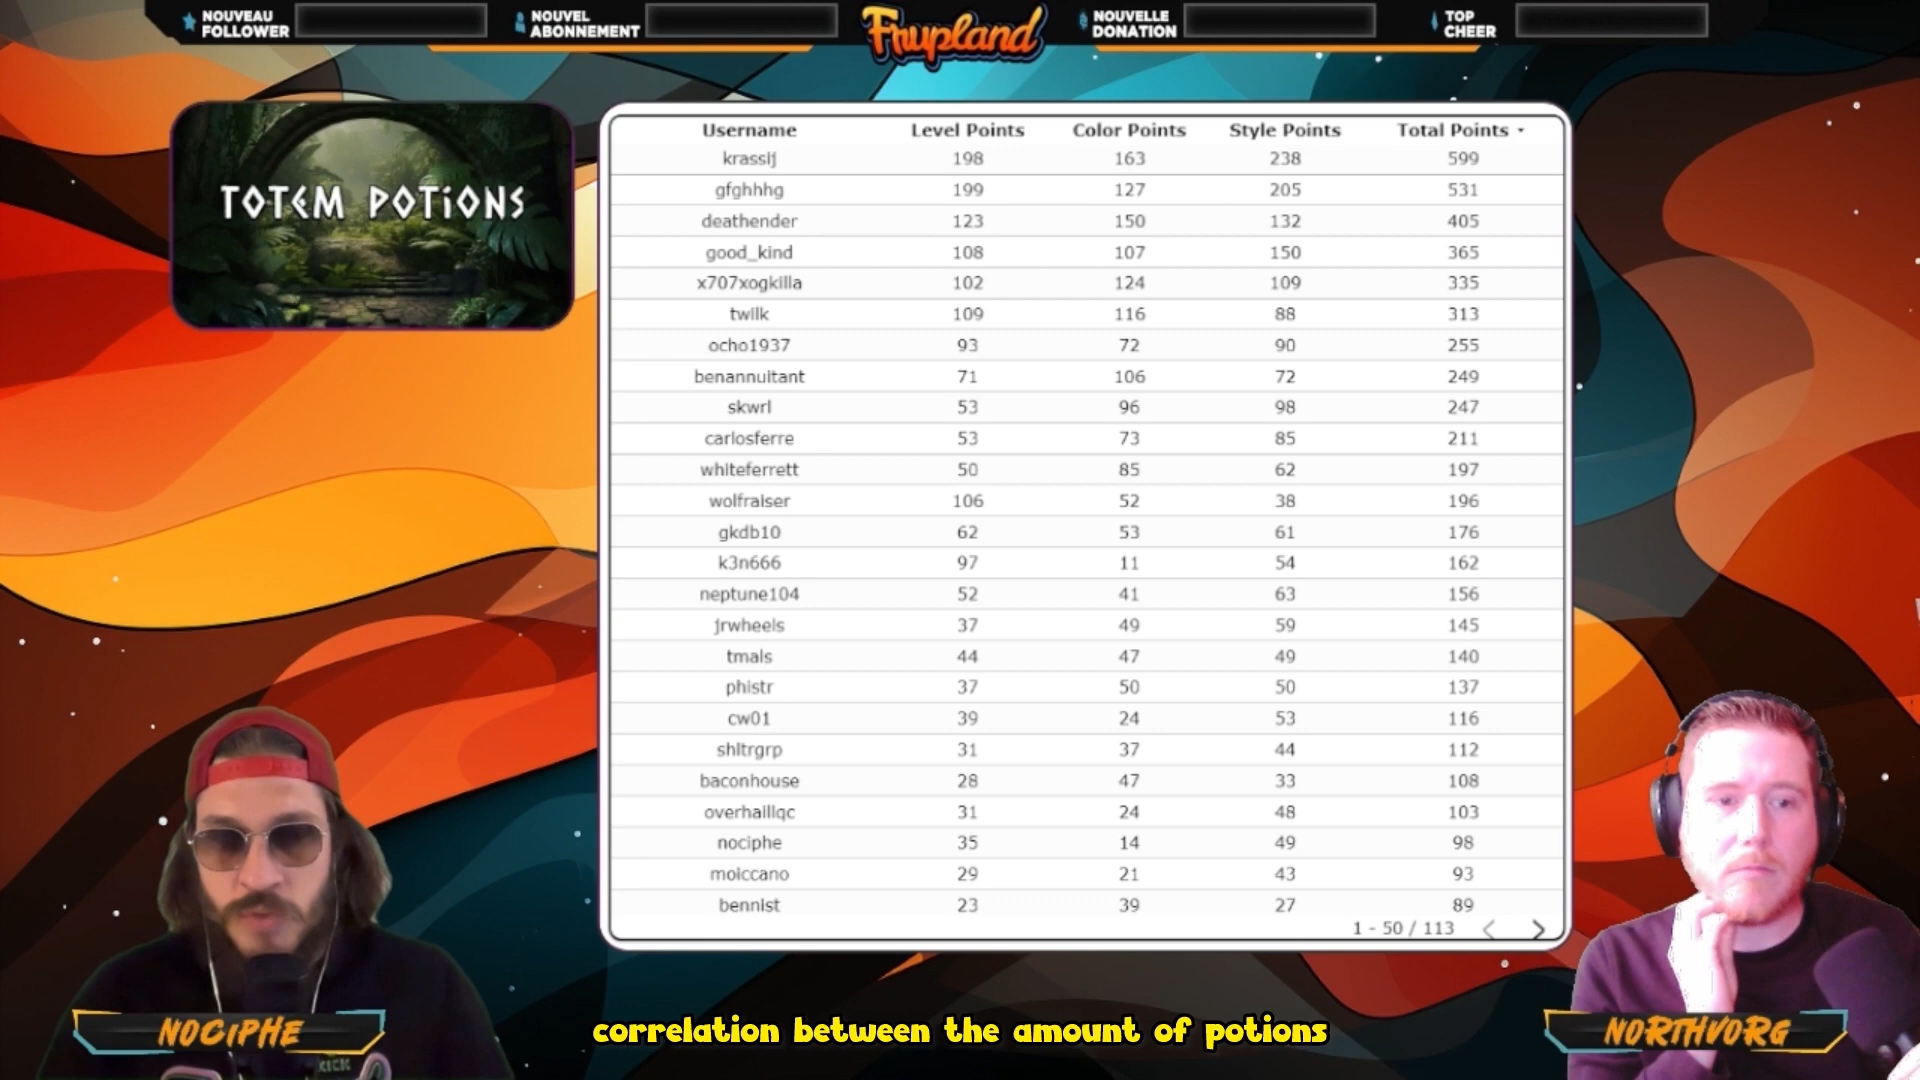 NOUVEAU FOLLOWER
NOUVEL ABONNEMENT
Frupland
NOUVELLE DONATION
TOP CHEER
TOTEM POTIONS
Username Level Points Color Points Style Points Total Points
krasslj 198 163 238 599
gfghhhg 199 127 205 531
deathender 123 150 132 405
good_kind 108 107 150 365
x707xogkilla 102 124 109 335
twilk 109 116 88 313
ocho1937 93 72 90 255
benannuitant 71 106 72 249
skwrl 53 96 98 247
carlosferre 53 73 85 211
whiteferrett 50 85 62 197
wolfraiser 106 52 38 196
gkdb10 62 53 61 176
k3n666 97 11 54 162
neptune104 52 41 63 156
jrwheels 37 49 59 145
tmals 44 47 49 140
phistr 37 50 50 137
cw01 39 24 53 116
shltrgrp 31 37 44 112
baconhouse 28 47 33 108
overhallqc 31 24 48 103
nociphe 35 14 49 98
moiccano 29 21 43 93
bennist 23 39 27 89
1 - 50 / 113
NOCIPHE
KICK
correlation between the amount of potions
NORTHVORG